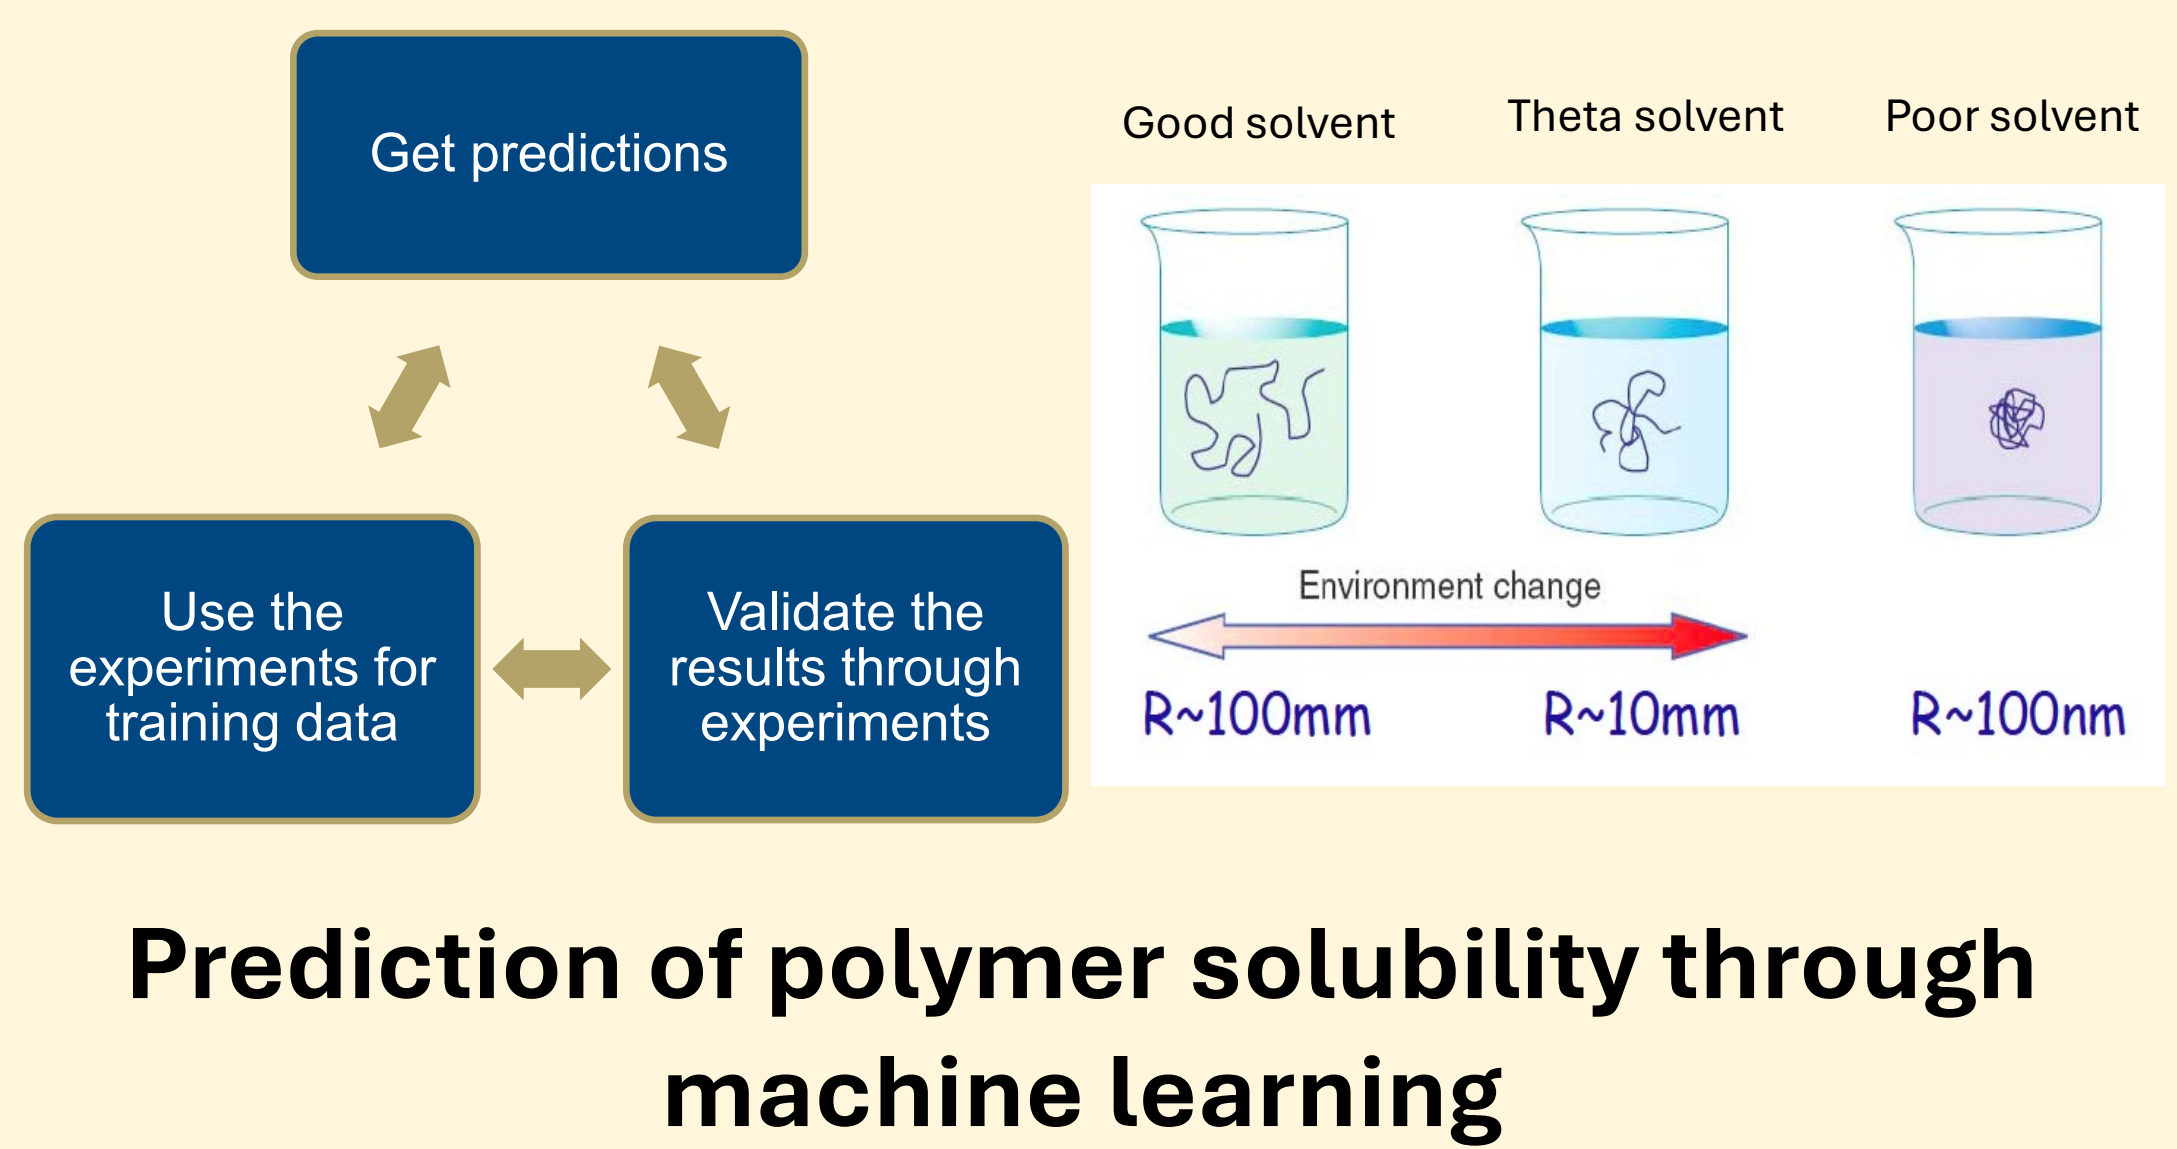 Get predictions
Use the
experiments for
training data
Validate the
results through
experiments
Good solvent
Theta solvent
Poor solvent
Environment change
R~100mm
R~10mm
R~100nm
Prediction of polymer solubility through
machine learning